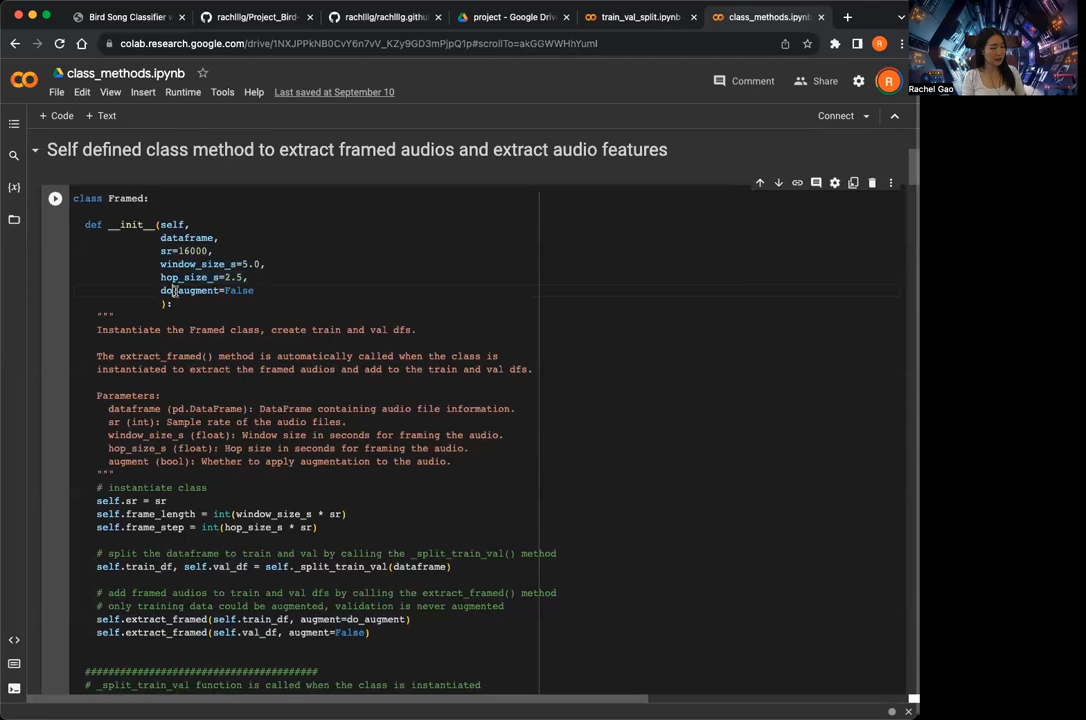 Bird Song Classifier w
rachlllg/Project_Bird-
rachlllg/rachlllg.github
project - Google Driv
train_val_split.ipynb
class_methods.ipynb
colab.research.google.com/drive/1NXJPPkNB0CvY6n7vV_KZy9GD3mPjpQ1p#scrollTo=akGGWWHhYumI
R
Rachel Gao
class_methods.ipynb
File Edit View Insert Runtime Tools Help Last saved at September 10
Comment Share R
+ Code + Text
Connect
Self defined class method to extract framed audios and extract audio features
class Framed:
def __init__(self,
dataframe,
sr=16000,
window_size_s=5.0,
hop_size_s=2.5,
do_augment=False
):
"""
Instantiate the Framed class, create train and val dfs.
The extract_framed() method is automatically called when the class is
instantiated to extract the framed audios and add to the train and val dfs.
Parameters:
dataframe (pd.DataFrame): DataFrame containing audio file information.
sr (int): Sample rate of the audio files.
window_size_s (float): Window size in seconds for framing the audio.
hop_size_s (float): Hop size in seconds for framing the audio.
augment (bool): Whether to apply augmentation to the audio.
"""
# instantiate class
self.sr = sr
self.frame_length = int(window_size_s * sr)
self.frame_step = int(hop_size_s * sr)
# split the dataframe to train and val by calling the _split_train_val() method
self.train_df, self.val_df = self._split_train_val(dataframe)
# add framed audios to train and val dfs by calling the extract_framed() method
# only training data could be augmented, validation is never augmented
self.extract_framed(self.train_df, augment=do_augment)
self.extract_framed(self.val_df, augment=False)
########################################
# _split_train_val function is called when the class is instantiated